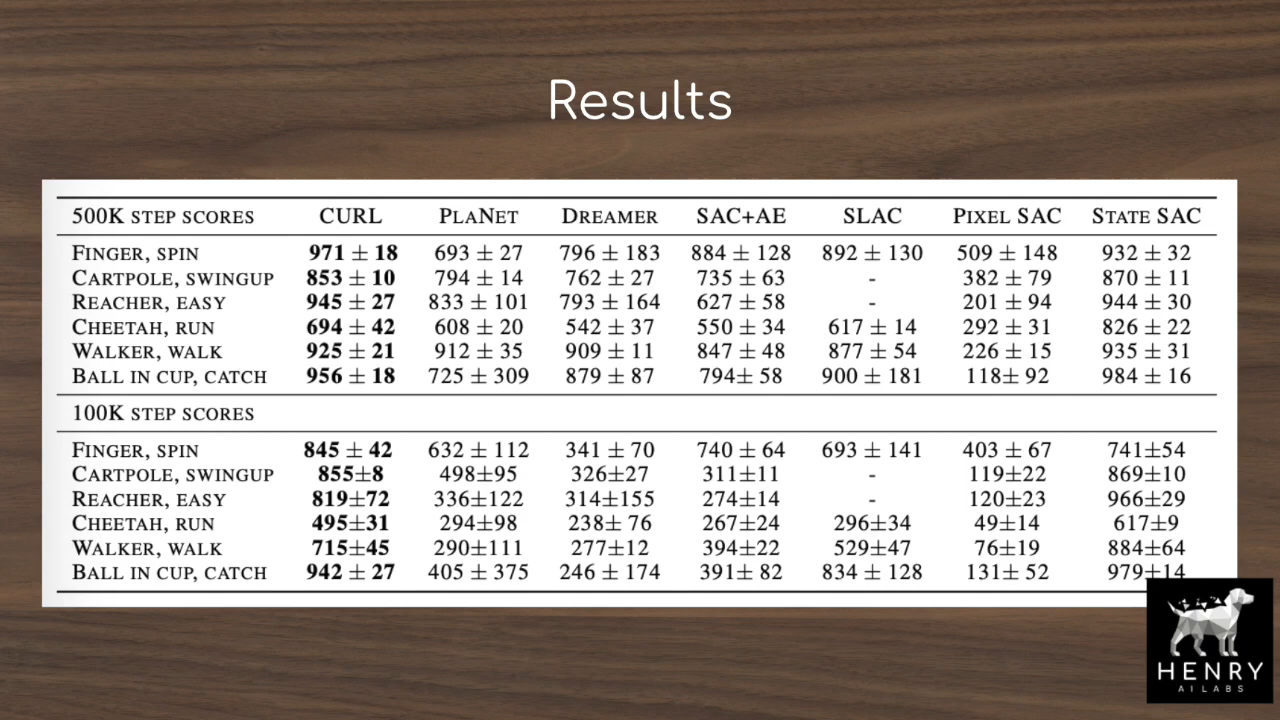 Results
500K STEP SCORES CURL PLANET DREAMER SAC+AE SLAC PIXEL SAC STATE SAC
FINGER, SPIN 971 ± 18 693 ± 27 796 ± 183 884 ± 128 892 ± 130 509 ± 148 932 ± 32
CARTPOLE, SWINGUP 853 ± 10 794 ± 14 762 ± 27 735 ± 63 - 382 ± 79 870 ± 11
REACHER, EASY 945 ± 27 833 ± 101 793 ± 164 627 ± 58 - 201 ± 94 944 ± 30
CHEETAH, RUN 694 ± 42 608 ± 20 542 ± 37 550 ± 34 617 ± 14 292 ± 31 826 ± 22
WALKER, WALK 925 ± 21 912 ± 35 909 ± 11 847 ± 48 877 ± 54 226 ± 15 935 ± 31
BALL IN CUP, CATCH 956 ± 18 725 ± 309 879 ± 87 794± 58 900 ± 181 118± 92 984 ± 16
100K STEP SCORES
FINGER, SPIN 845 ± 42 632 ± 112 341 ± 70 740 ± 64 693 ± 141 403 ± 67 741±54
CARTPOLE, SWINGUP 855±8 498±95 326±27 311±11 - 119±22 869±10
REACHER, EASY 819±72 336±122 314±155 274±14 - 120±23 966±29
CHEETAH, RUN 495±31 294±98 238± 76 267±24 296±34 49±14 617±9
WALKER, WALK 715±45 290±111 277±12 394±22 529±47 76±19 884±64
BALL IN CUP, CATCH 942 ± 27 405 ± 375 246 ± 174 391± 82 834 ± 128 131± 52 979±14
HENRY
AI LABS